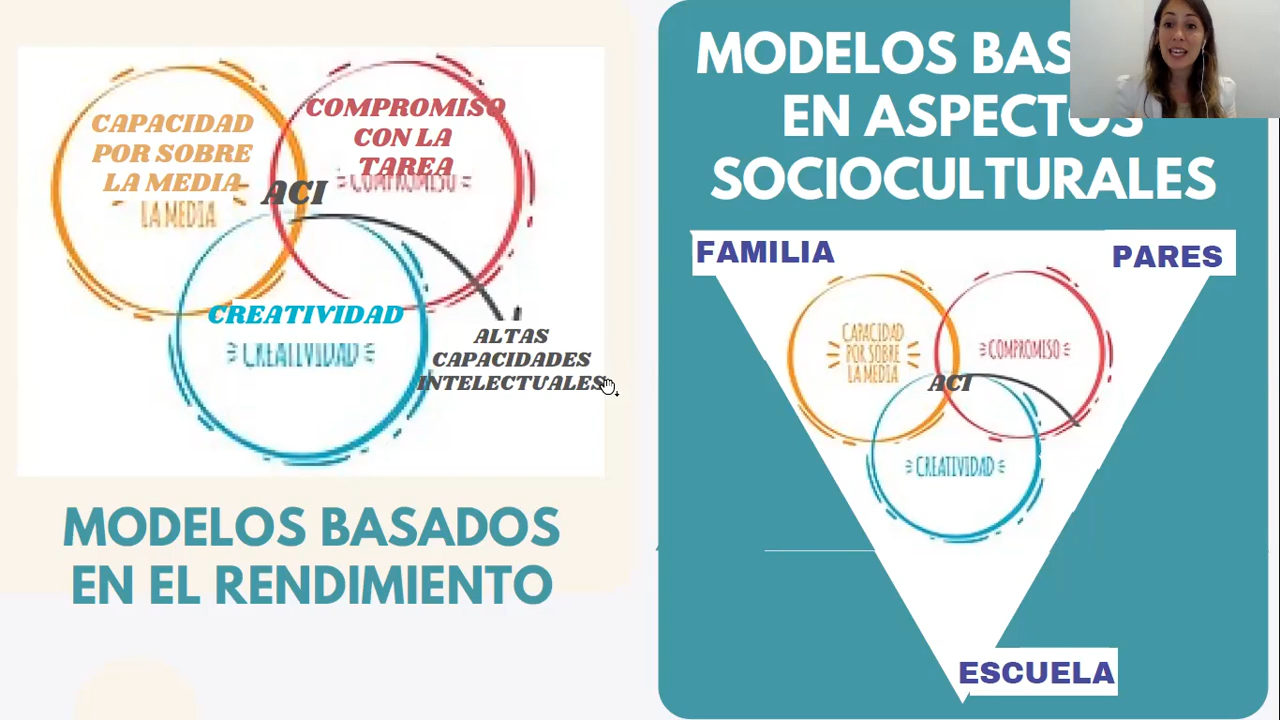 CAPACIDAD
POR SOBRE
LA MEDIA
LA MEDIA
COMPROMISO
CON LA
TAREA
COMPROMISO
ACI
CREATIVIDAD
CREATIVIDAD
ALTAS
CAPACIDADES
INTELECTUALES
MODELOS BASADOS
EN EL RENDIMIENTO
MODELOS BAS
EN ASPECTOS
SOCIOCULTURALES
FAMILIA
PARES
CAPACIDAD
POR SOBRE
LA MEDIA
COMPROMISO
ACI
CREATIVIDAD
ESCUELA